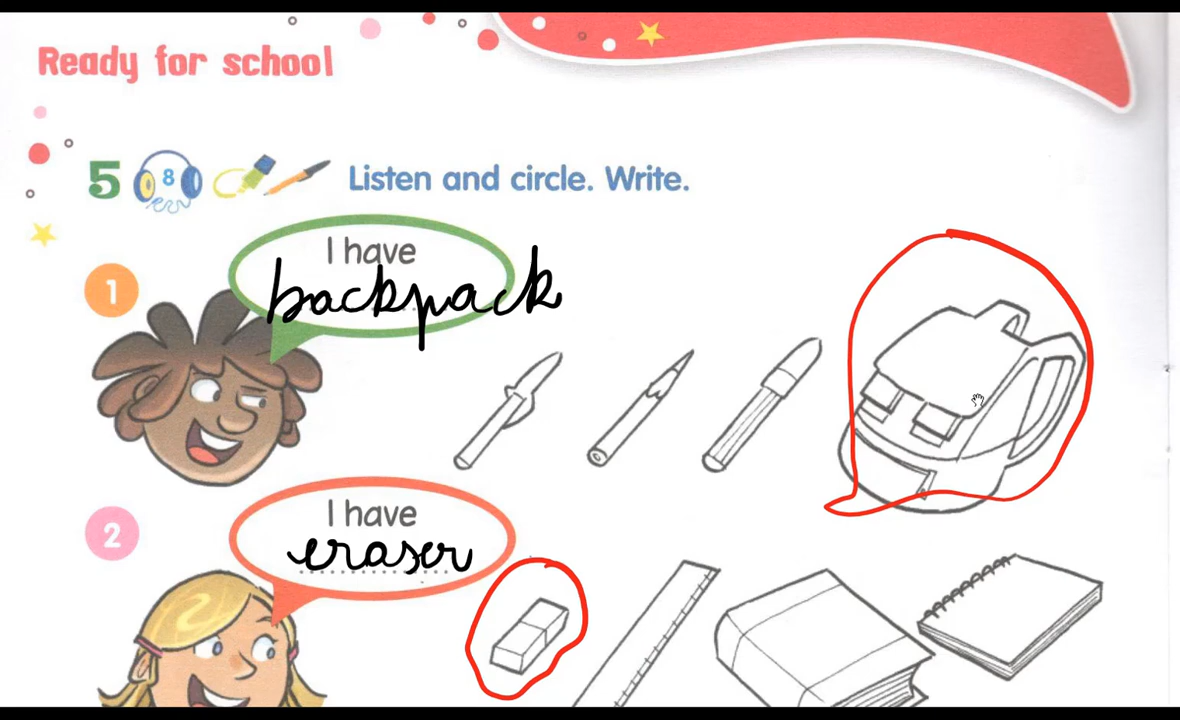 Ready for school
5 8 Listen and circle. Write.
1
I have
backpack
2
I have
eraser